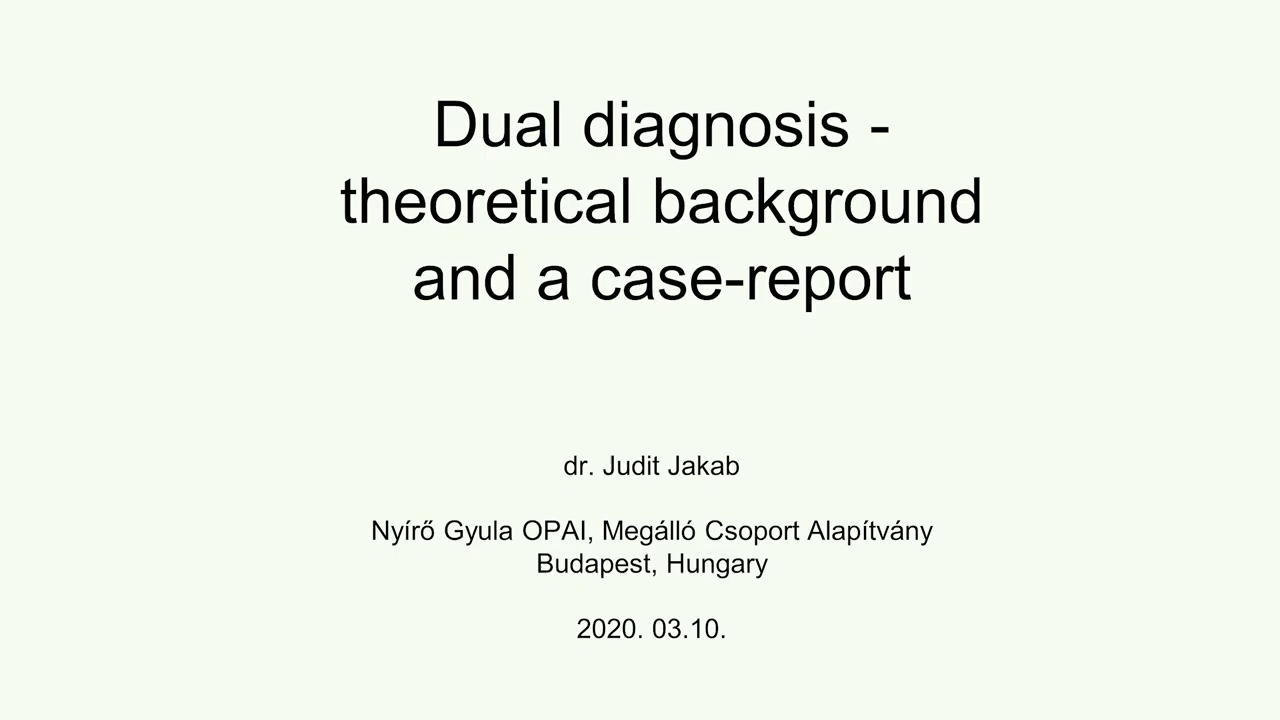 Dual diagnosis -
theoretical background
and a case-report
dr. Judit Jakab
Nyírő Gyula OPAI, Megálló Csoport Alapítvány
Budapest, Hungary
2020. 03.10.